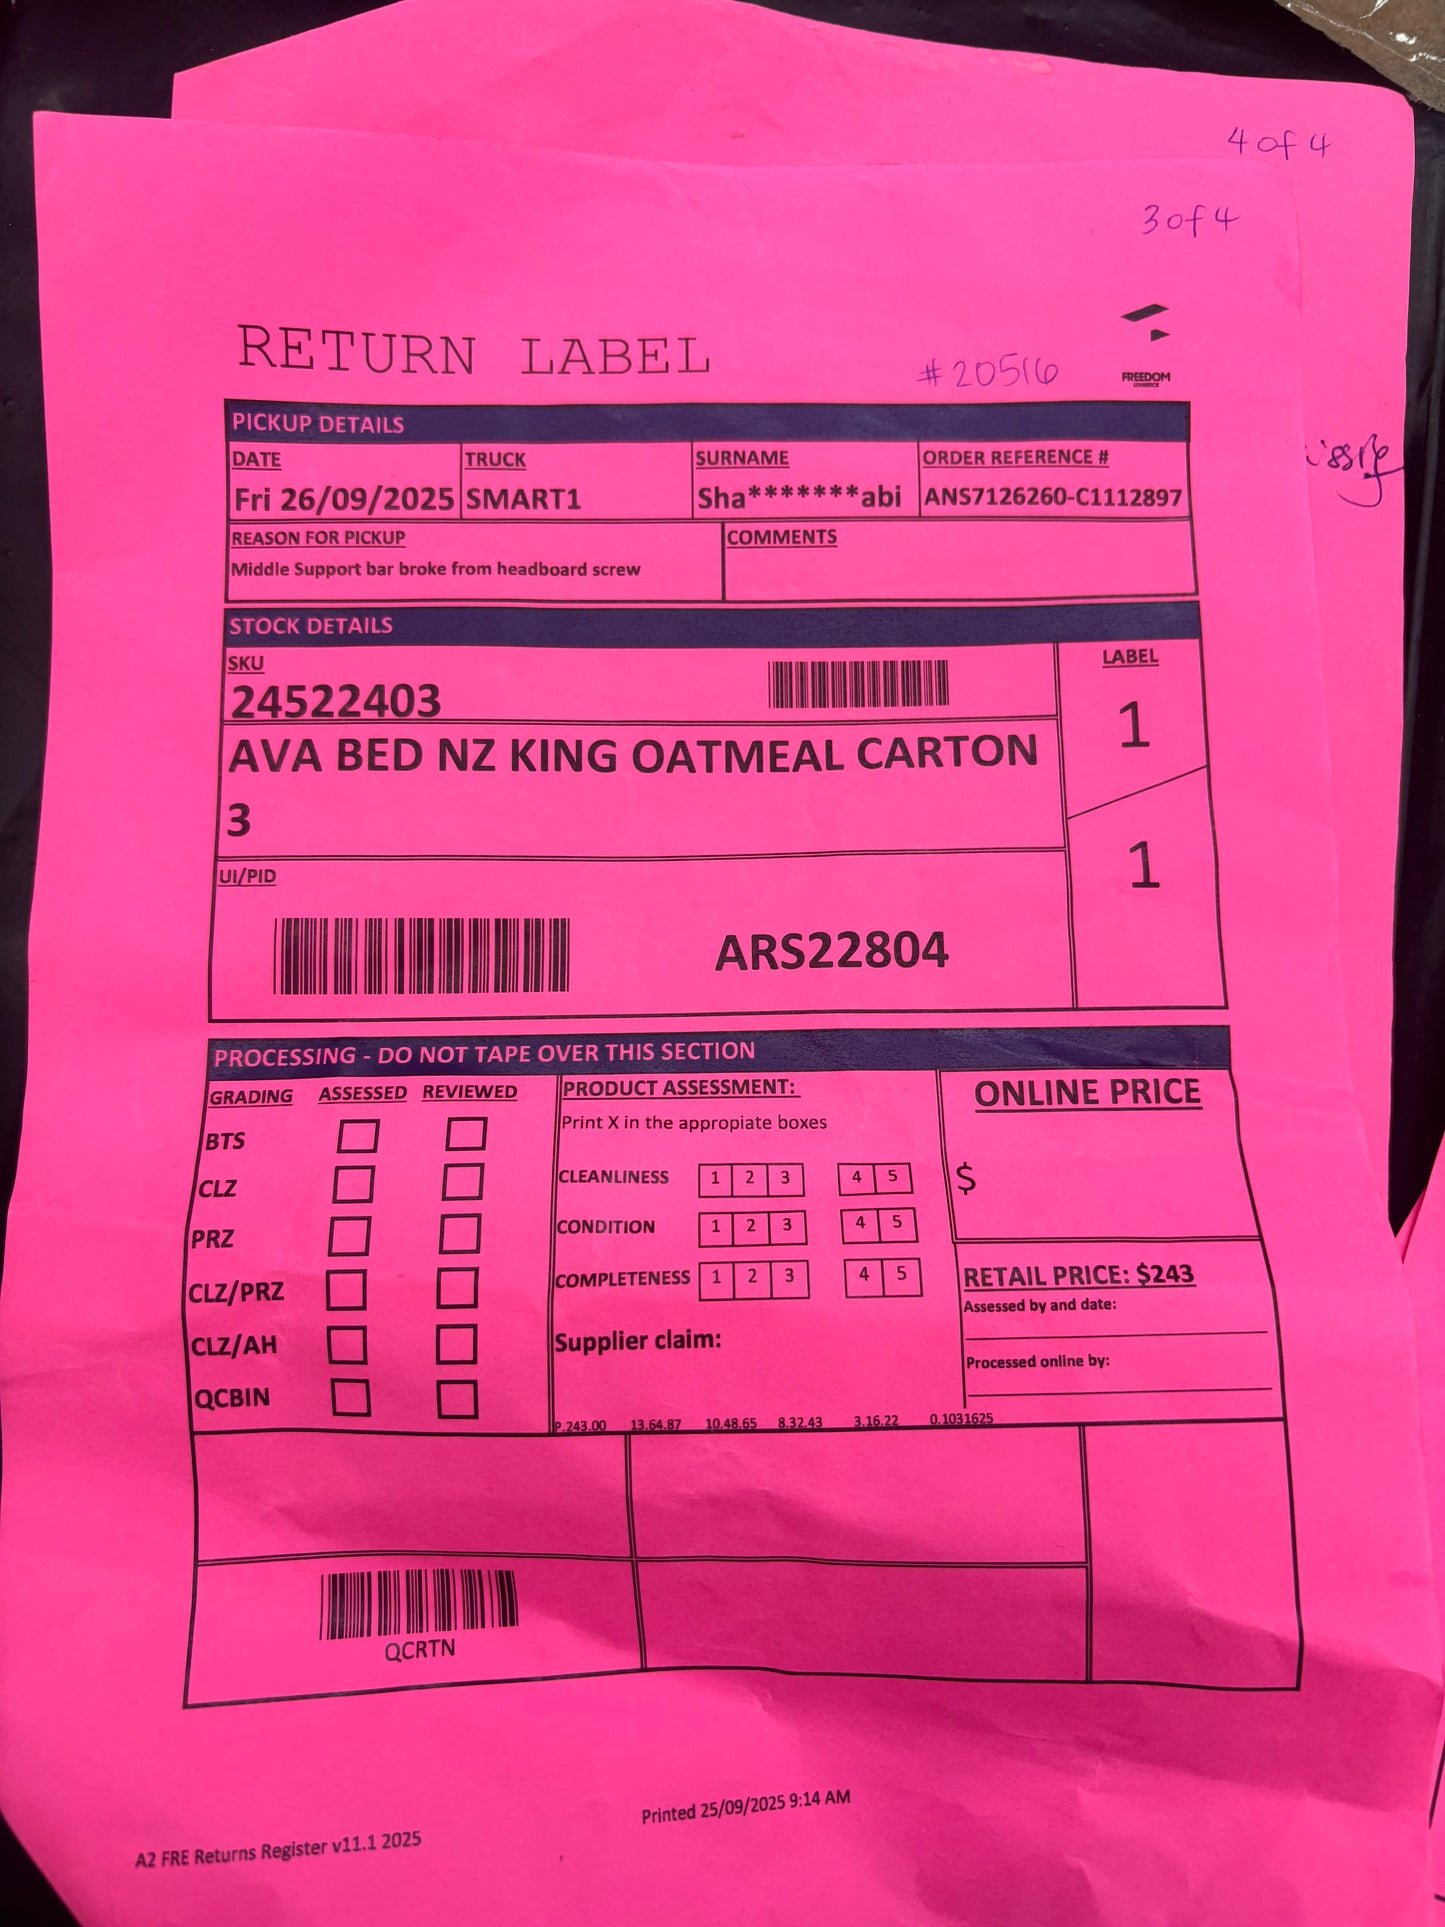 4 of 4
3 of 4
RETURN LABEL
#20516
FREEDOM
LOGISTICS
PICKUP DETAILS
DATE TRUCK SURNAME ORDER REFERENCE #
Fri 26/09/2025 SMART1 Sha*******abi ANS7126260-C1112897
REASON FOR PICKUP COMMENTS
Middle Support bar broke from headboard screw
STOCK DETAILS
SKU LABEL
24522403 1
AVA BED NZ KING OATMEAL CARTON
3
1
UI/PID
ARS22804
PROCESSING - DO NOT TAPE OVER THIS SECTION
GRADING ASSESSED REVIEWED PRODUCT ASSESSMENT: ONLINE PRICE
Print X in the appropiate boxes
BTS
CLZ CLEANLINESS 1 2 3 4 5 $
PRZ CONDITION 1 2 3 4 5
CLZ/PRZ COMPLETENESS 1 2 3 4 5 RETAIL PRICE: $243
Assessed by and date:
CLZ/AH Supplier claim:
Processed online by:
QCBIN
P.243.00 13.64.87 10.48.65 8.32.43 3.16.22 0.1031625
QCRTN
Printed 25/09/2025 9:14 AM
A2 FRE Returns Register v11.1 2025